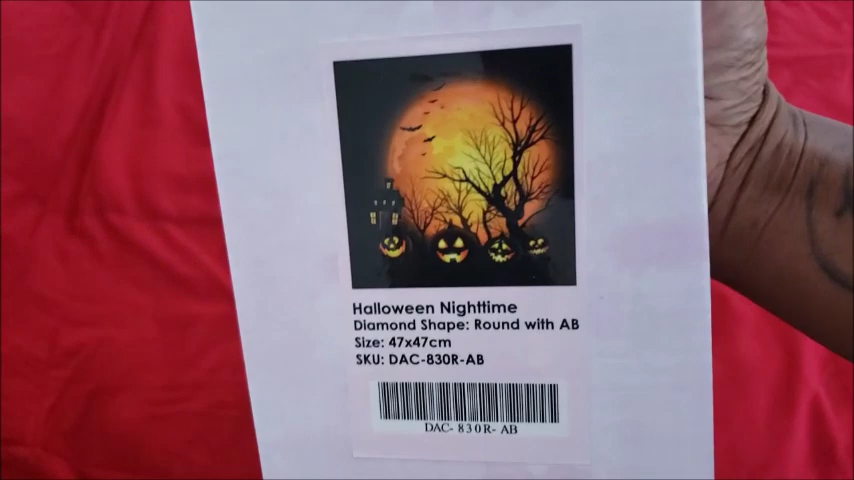 Halloween Nighttime
Diamond Shape: Round with AB
Size: 47x47cm
SKU: DAC-830R-AB
DAC- 830R- AB